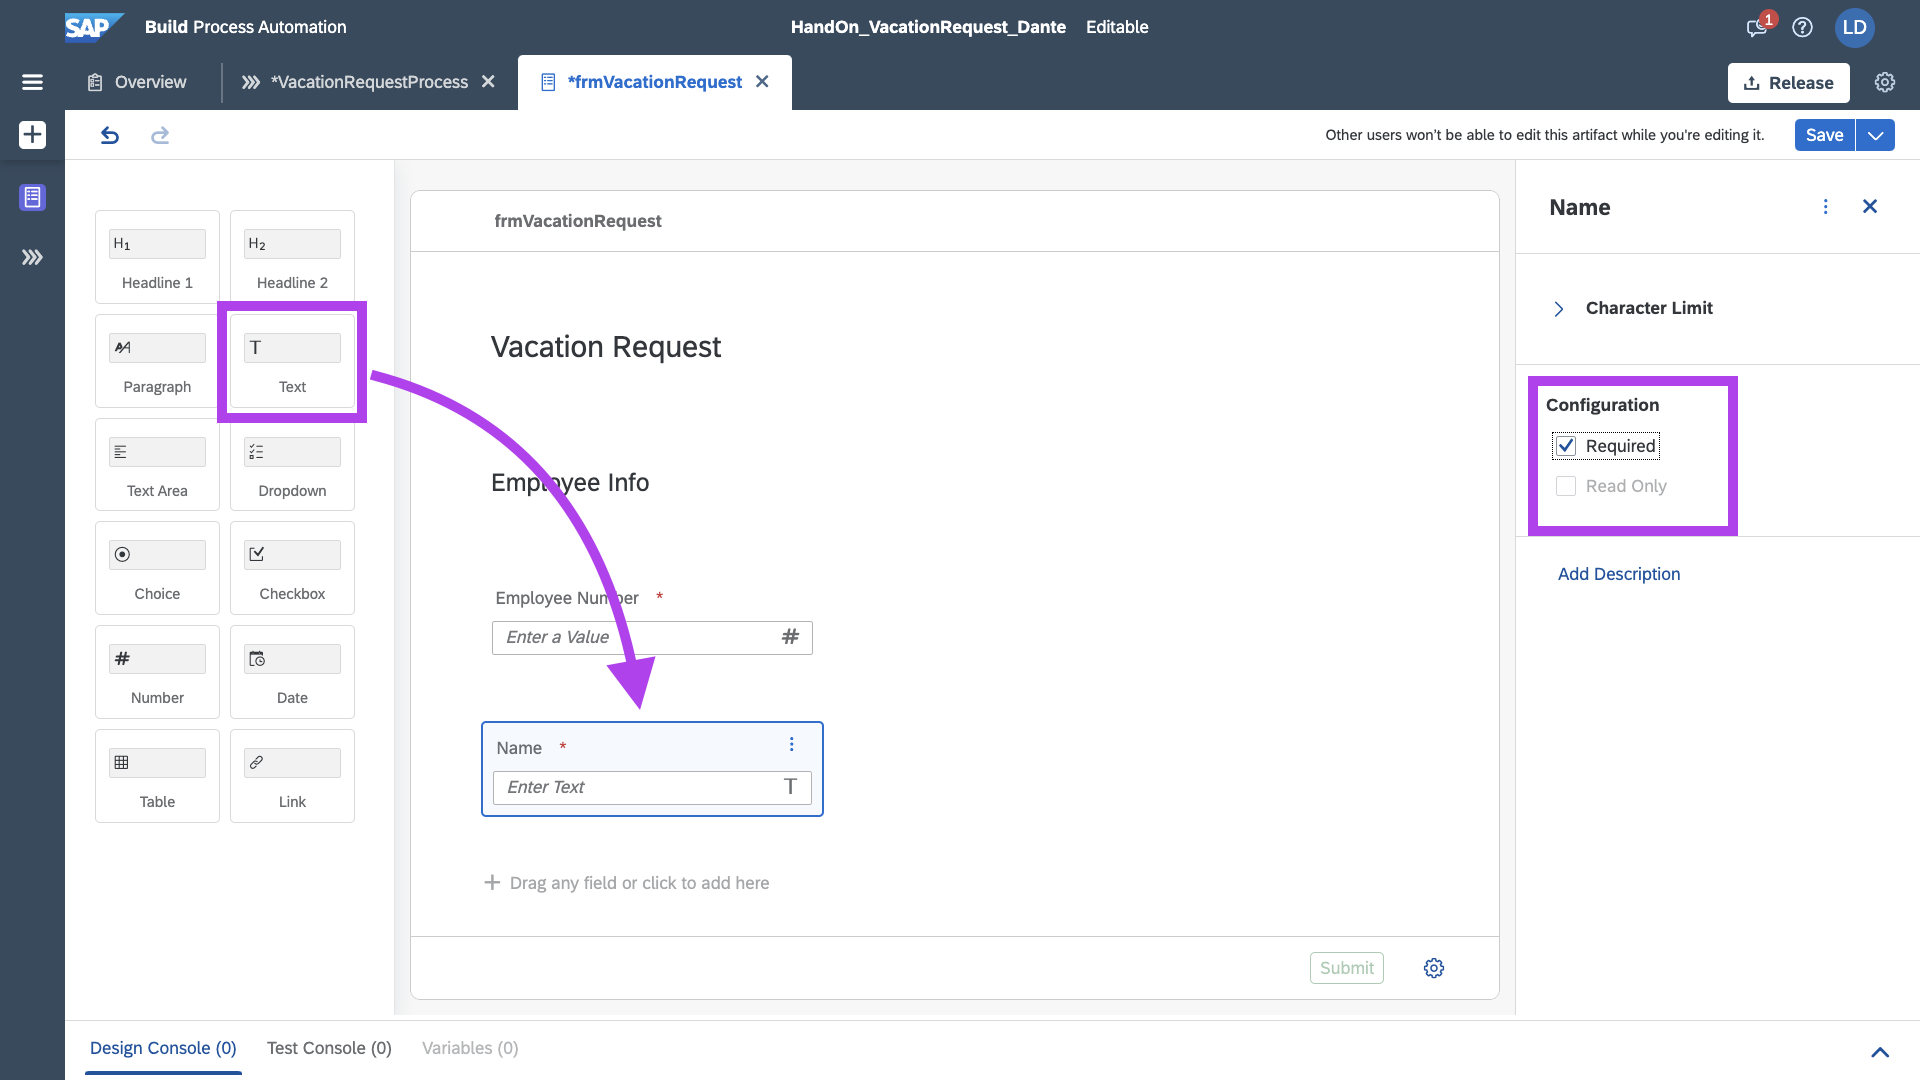 SAP Build Process Automation
HandOn_VacationRequest_Dante Editable
1
LD
Overview
*VacationRequestProcess
*frmVacationRequest
Release
Other users won't be able to edit this artifact while you're editing it.
Save
H1
Headline 1
H2
Headline 2
Paragraph
T
Text
Text Area
Dropdown
Choice
Checkbox
#
Number
Date
Table
Link
frmVacationRequest
Vacation Request
Employee Info
Employee Number *
Enter a Value #
Name *
Enter Text T
+ Drag any field or click to add here
Submit
Name
Character Limit
Configuration
Required
Read Only
Add Description
Design Console (0) Test Console (0) Variables (0)